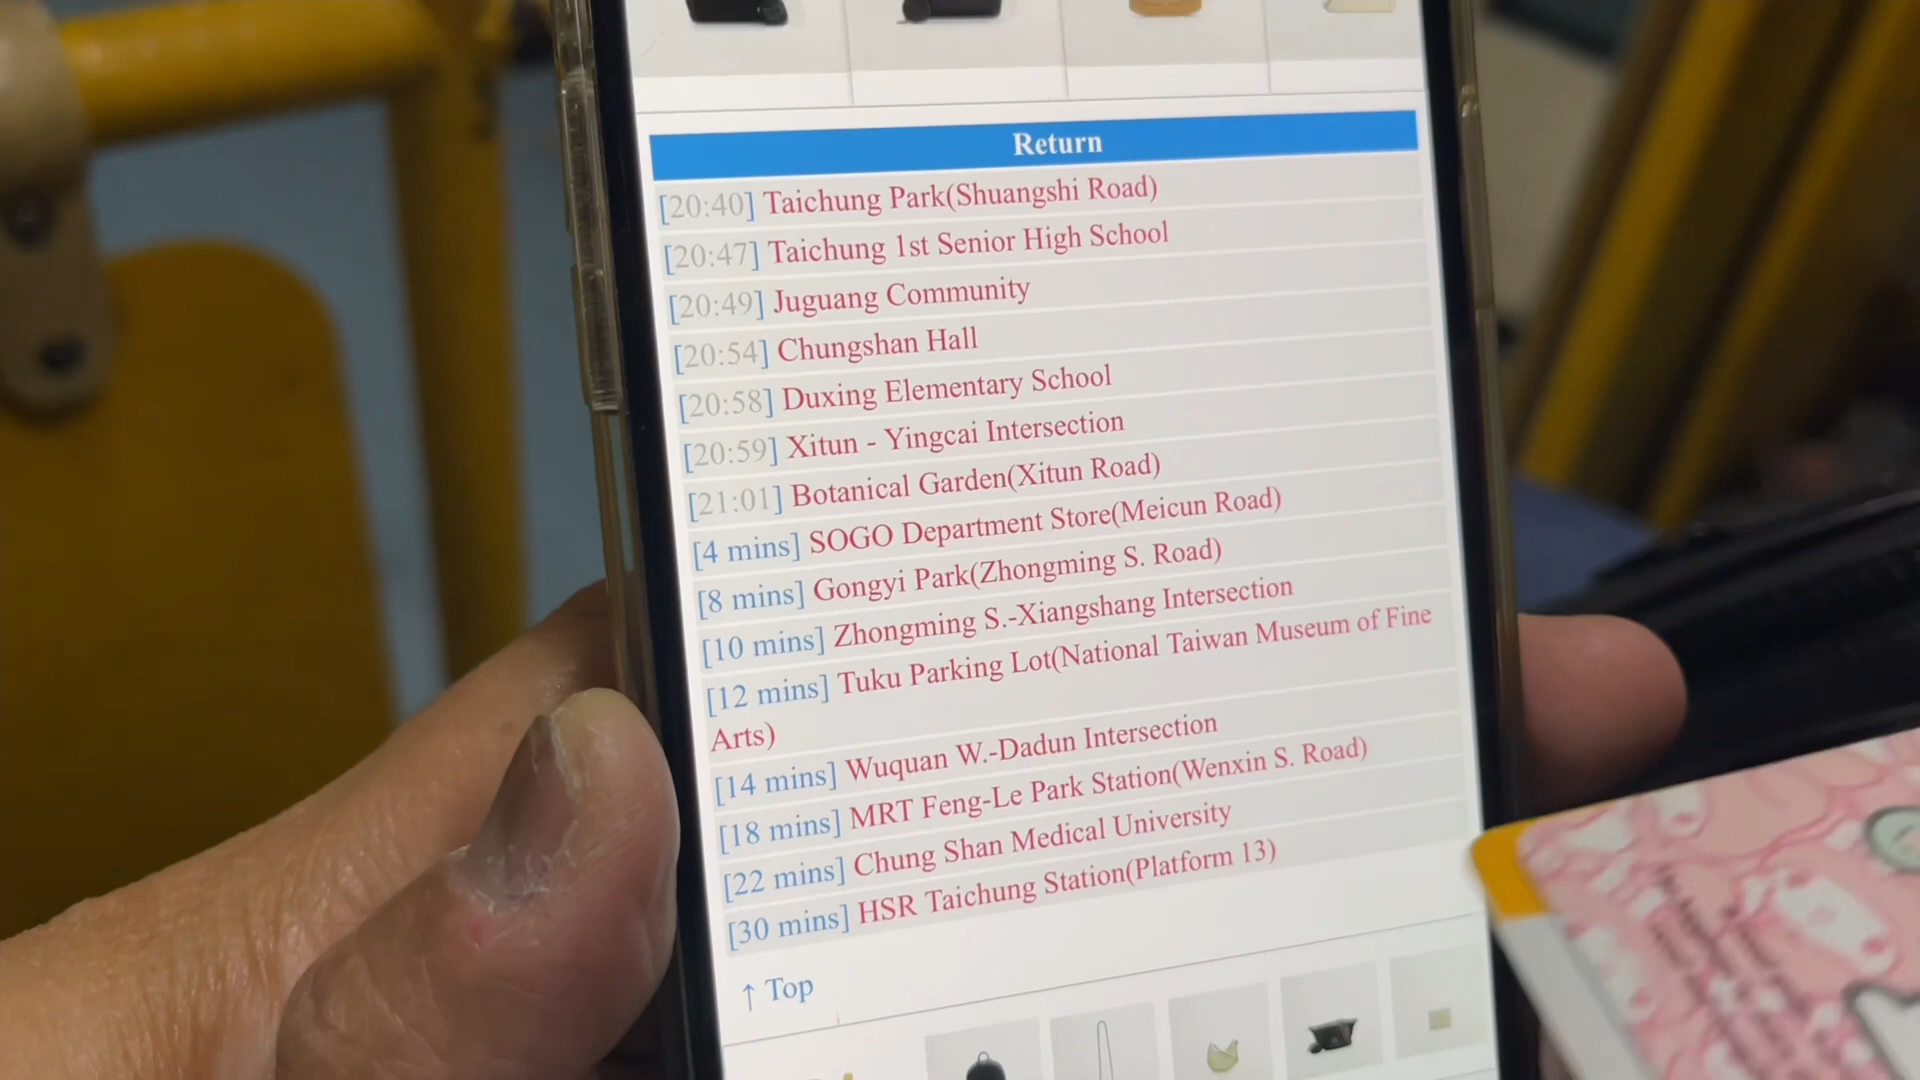 Return
[20:40] Taichung Park(Shuangshi Road)
[20:47] Taichung 1st Senior High School
[20:49] Juguang Community
[20:54] Chungshan Hall
[20:58] Duxing Elementary School
[20:59] Xitun - Yingcai Intersection
[21:01] Botanical Garden(Xitun Road)
[4 mins] SOGO Department Store(Meicun Road)
[8 mins] Gongyi Park(Zhongming S. Road)
[10 mins] Zhongming S.-Xiangshang Intersection
[12 mins] Tuku Parking Lot(National Taiwan Museum of Fine
Arts)
[14 mins] Wuquan W.-Dadun Intersection
[18 mins] MRT Feng-Le Park Station(Wenxin S. Road)
[22 mins] Chung Shan Medical University
[30 mins] HSR Taichung Station(Platform 13)
↑ Top